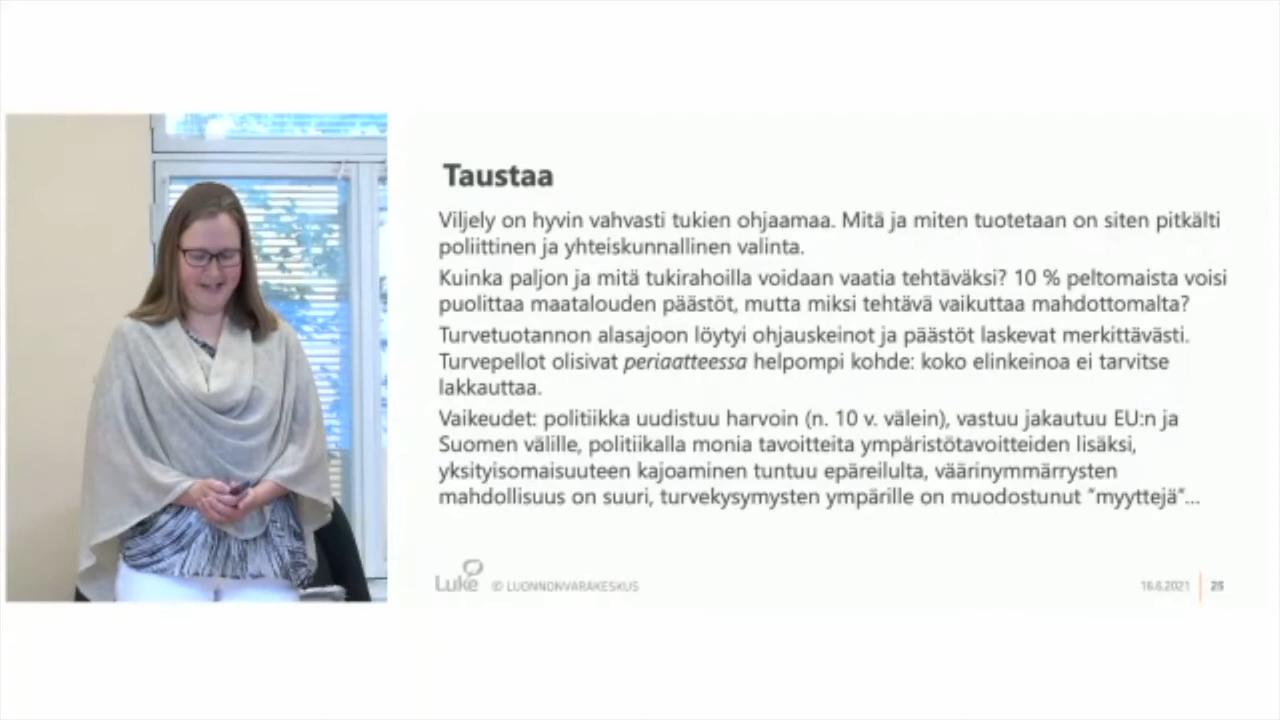 Taustaa
Viljely on hyvin vahvasti tukien ohjaamaa. Mitä ja miten tuotetaan on siten pitkälti
poliittinen ja yhteiskunnallinen valinta.
Kuinka paljon ja mitä tukirahoilla voidaan vaatia tehtäväksi? 10 % peltomaista voisi
puolittaa maatalouden päästöt, mutta miksi tehtävä vaikuttaa mahdottomalta?
Turvetuotannon alasajoon löytyi ohjauskeinot ja päästöt laskevat merkittävästi.
Turvepellot olisivat periaatteessa helpompi kohde: koko elinkeinoa ei tarvitse
lakkauttaa.
Vaikeudet: politiikka uudistuu harvoin (n. 10 v. välein), vastuu jakautuu EU:n ja
Suomen välille, politiikalla monia tavoitteita ympäristötavoitteiden lisäksi,
yksityisomaisuuteen kajoaminen tuntuu epäreilulta, väärinymmärrysten
mahdollisuus on suuri, turvekysymysten ympärille on muodostunut ”myyttejä”...
Luke © LUONNONVARAKESKUS
16.6.2021 25